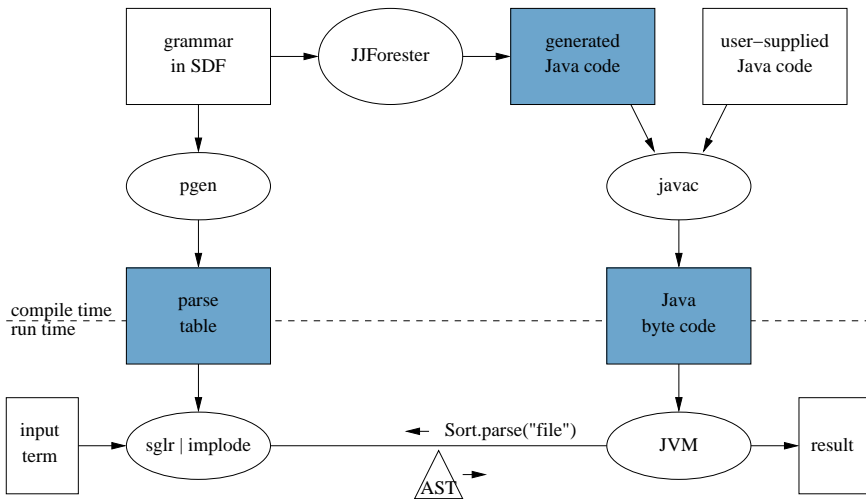 grammar
in SDF
JJForester
generated
Java code
user−supplied
Java code
pgen
javac
parse
table
Java
byte code
compile time
run time
input
term
sglr | implode
Sort.parse("file")
AST
JVM
result